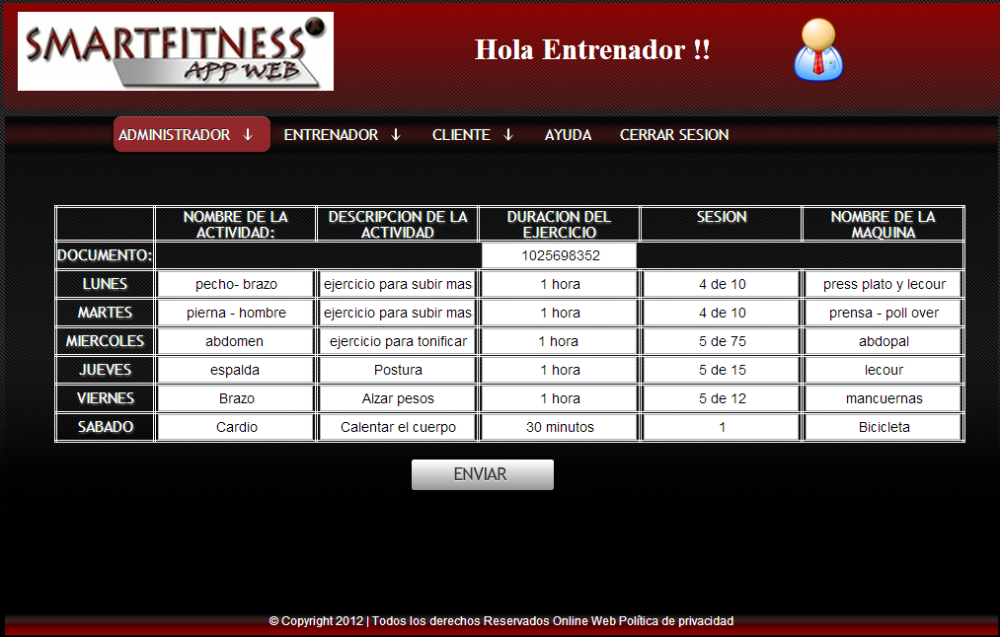 SMARTFITNESS
APP WEB
Hola Entrenador !!
ADMINISTRADOR ↓ ENTRENADOR ↓ CLIENTE ↓ AYUDA CERRAR SESION
NOMBRE DE LA ACTIVIDAD: DESCRIPCION DE LA ACTIVIDAD DURACION DEL EJERCICIO SESION NOMBRE DE LA MAQUINA
DOCUMENTO: 1025698352
LUNES pecho- brazo ejercicio para subir mas 1 hora 4 de 10 press plato y lecour
MARTES pierna - hombre ejercicio para subir mas 1 hora 4 de 10 prensa - poll over
MIERCOLES abdomen ejercicio para tonificar 1 hora 5 de 75 abdopal
JUEVES espalda Postura 1 hora 5 de 15 lecour
VIERNES Brazo Alzar pesos 1 hora 5 de 12 mancuernas
SABADO Cardio Calentar el cuerpo 30 minutos 1 Bicicleta
ENVIAR
© Copyright 2012 | Todos los derechos Reservados Online Web Política de privacidad